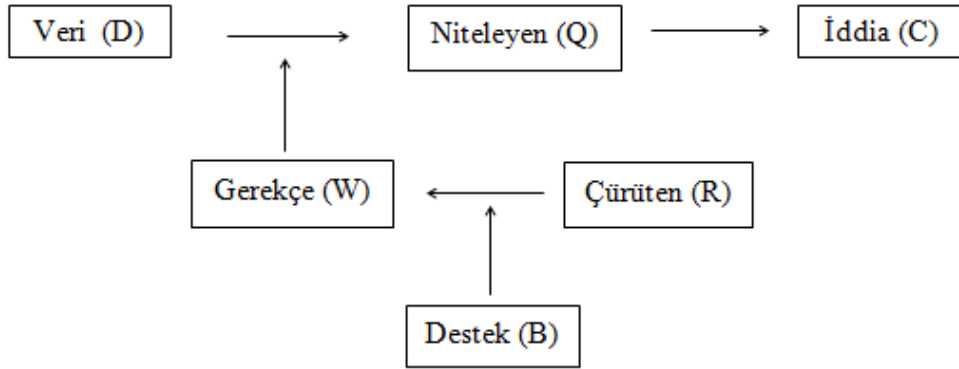 Veri (D)
Niteleyen (Q)
İddia (C)
Gerekçe (W)
Çürüten (R)
Destek (B)